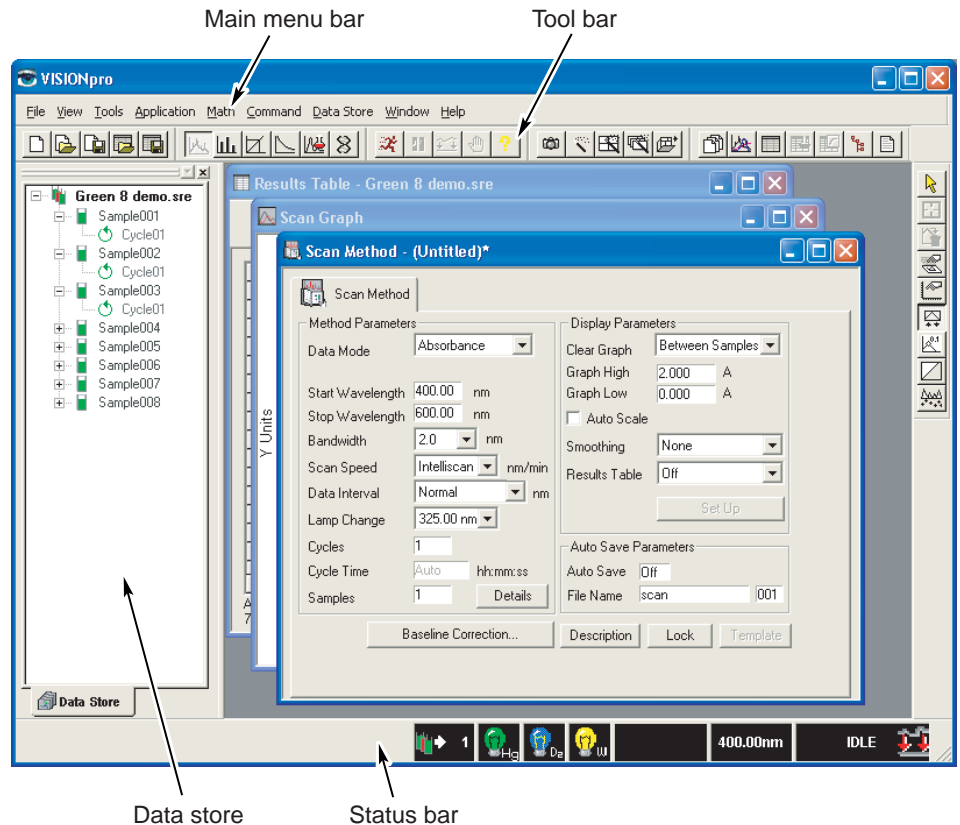 Main menu bar
Tool bar
VISIONpro
File View Tools Application Math Command Data Store Window Help
Green 8 demo.sre
Sample001
Cycle01
Sample002
Cycle01
Sample003
Cycle01
Sample004
Sample005
Sample006
Sample007
Sample008
Data Store
Results Table - Green 8 demo.sre
Scan Graph
Y Units
A
7
Scan Method - (Untitled)*
Scan Method
Method Parameters
Data Mode Absorbance
Start Wavelength 400.00 nm
Stop Wavelength 600.00 nm
Bandwidth 2.0 nm
Scan Speed Intelliscan nm/min
Data Interval Normal nm
Lamp Change 325.00 nm
Cycles 1
Cycle Time Auto hh:mm:ss
Samples 1 Details
Display Parameters
Clear Graph Between Samples
Graph High 2.000 A
Graph Low 0.000 A
Auto Scale
Smoothing None
Results Table Off
Set Up
Auto Save Parameters
Auto Save Off
File Name scan 001
Baseline Correction... Description Lock Template
0.1
1 Hg D2 W 400.00nm IDLE
Data store
Status bar